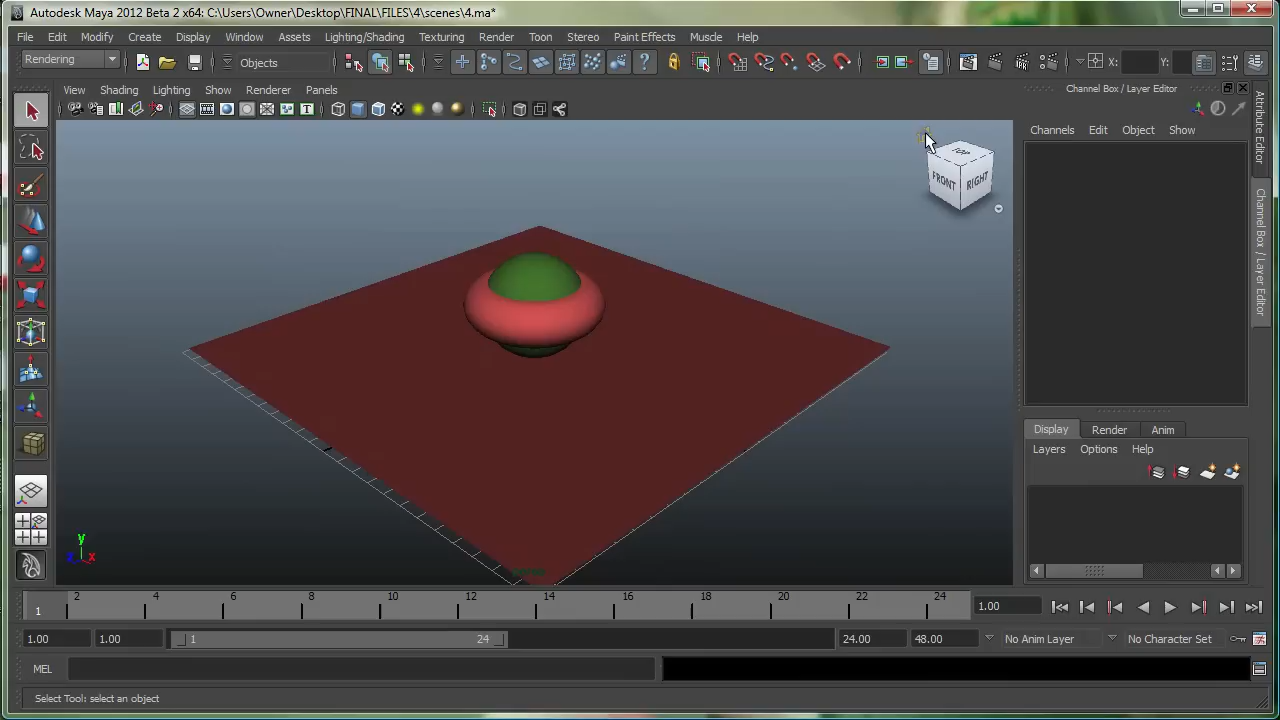 Autodesk Maya 2012 Beta 2 x64: C:\Users\Owner\Desktop\FINAL\FILES\4\scenes\4.ma*
File Edit Modify Create Display Window Assets Lighting/Shading Texturing Render Toon Stereo Paint Effects Muscle Help
Rendering Objects X: Y:
View Shading Lighting Show Renderer Panels
Channel Box / Layer Editor
Channels Edit Object Show
Attribute Editor
Channel Box / Layer Editor
TOP
FRONT RIGHT
Display Render Anim
Layers Options Help
y
z x
persp
2 4 6 8 10 12 14 16 18 20 22 24
1 1.00
1.00 1.00 1 24 24.00 48.00 No Anim Layer No Character Set
MEL
Select Tool: select an object